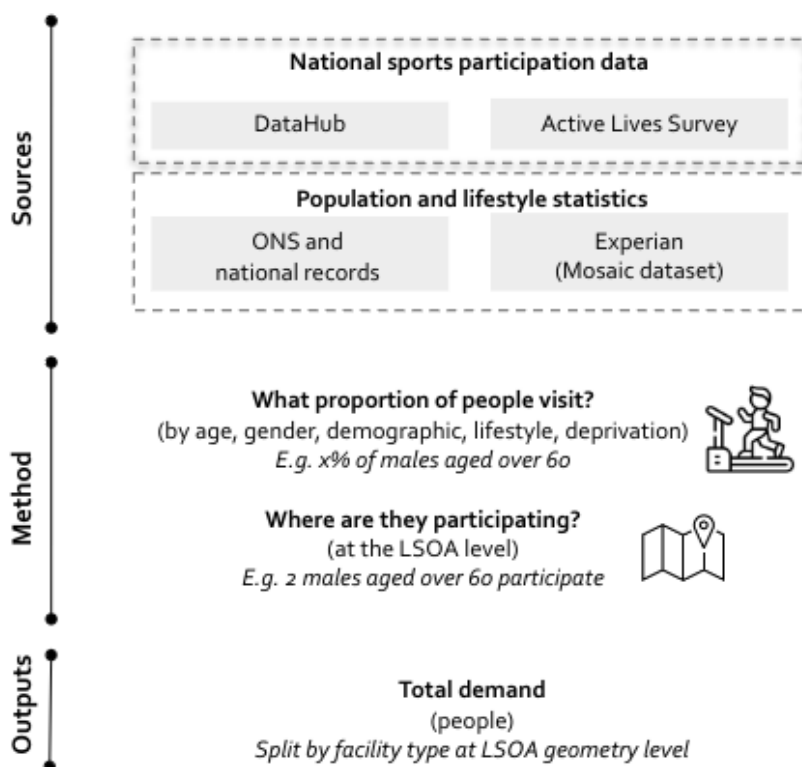 Sources
National sports participation data
DataHub
Active Lives Survey
Population and lifestyle statistics
ONS and
national records
Experian
(Mosaic dataset)
Method
What proportion of people visit?
(by age, gender, demographic, lifestyle, deprivation)
E.g. x% of males aged over 60
Where are they participating?
(at the LSOA level)
E.g. 2 males aged over 60 participate
Outputs
Total demand
(people)
Split by facility type at LSOA geometry level